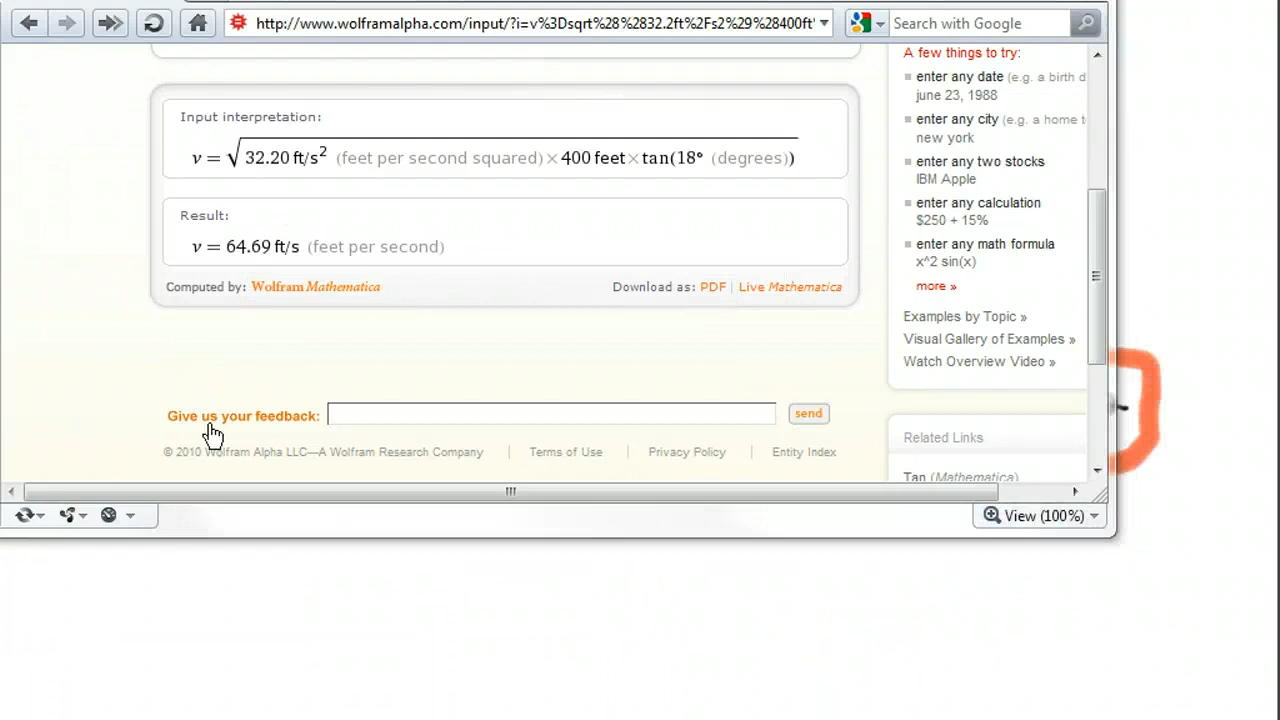 http://www.wolframalpha.com/input/?i=v%3Dsqrt%28%2832.2ft%2Fs2%29%28400ft'
Search with Google
Input interpretation:
v = √32.20 ft/s² (feet per second squared) × 400 feet × tan(18° (degrees))
Result:
v = 64.69 ft/s (feet per second)
Computed by: Wolfram Mathematica
Download as: PDF | Live Mathematica
Give us your feedback:
send
© 2010 Wolfram Alpha LLC—A Wolfram Research Company | Terms of Use | Privacy Policy | Entity Index
A few things to try:
enter any date (e.g. a birth d
june 23, 1988
enter any city (e.g. a home t
new york
enter any two stocks
IBM Apple
enter any calculation
$250 + 15%
enter any math formula
x^2 sin(x)
more »
Examples by Topic »
Visual Gallery of Examples »
Watch Overview Video »
Related Links
Tan (Mathematica)
View (100%)